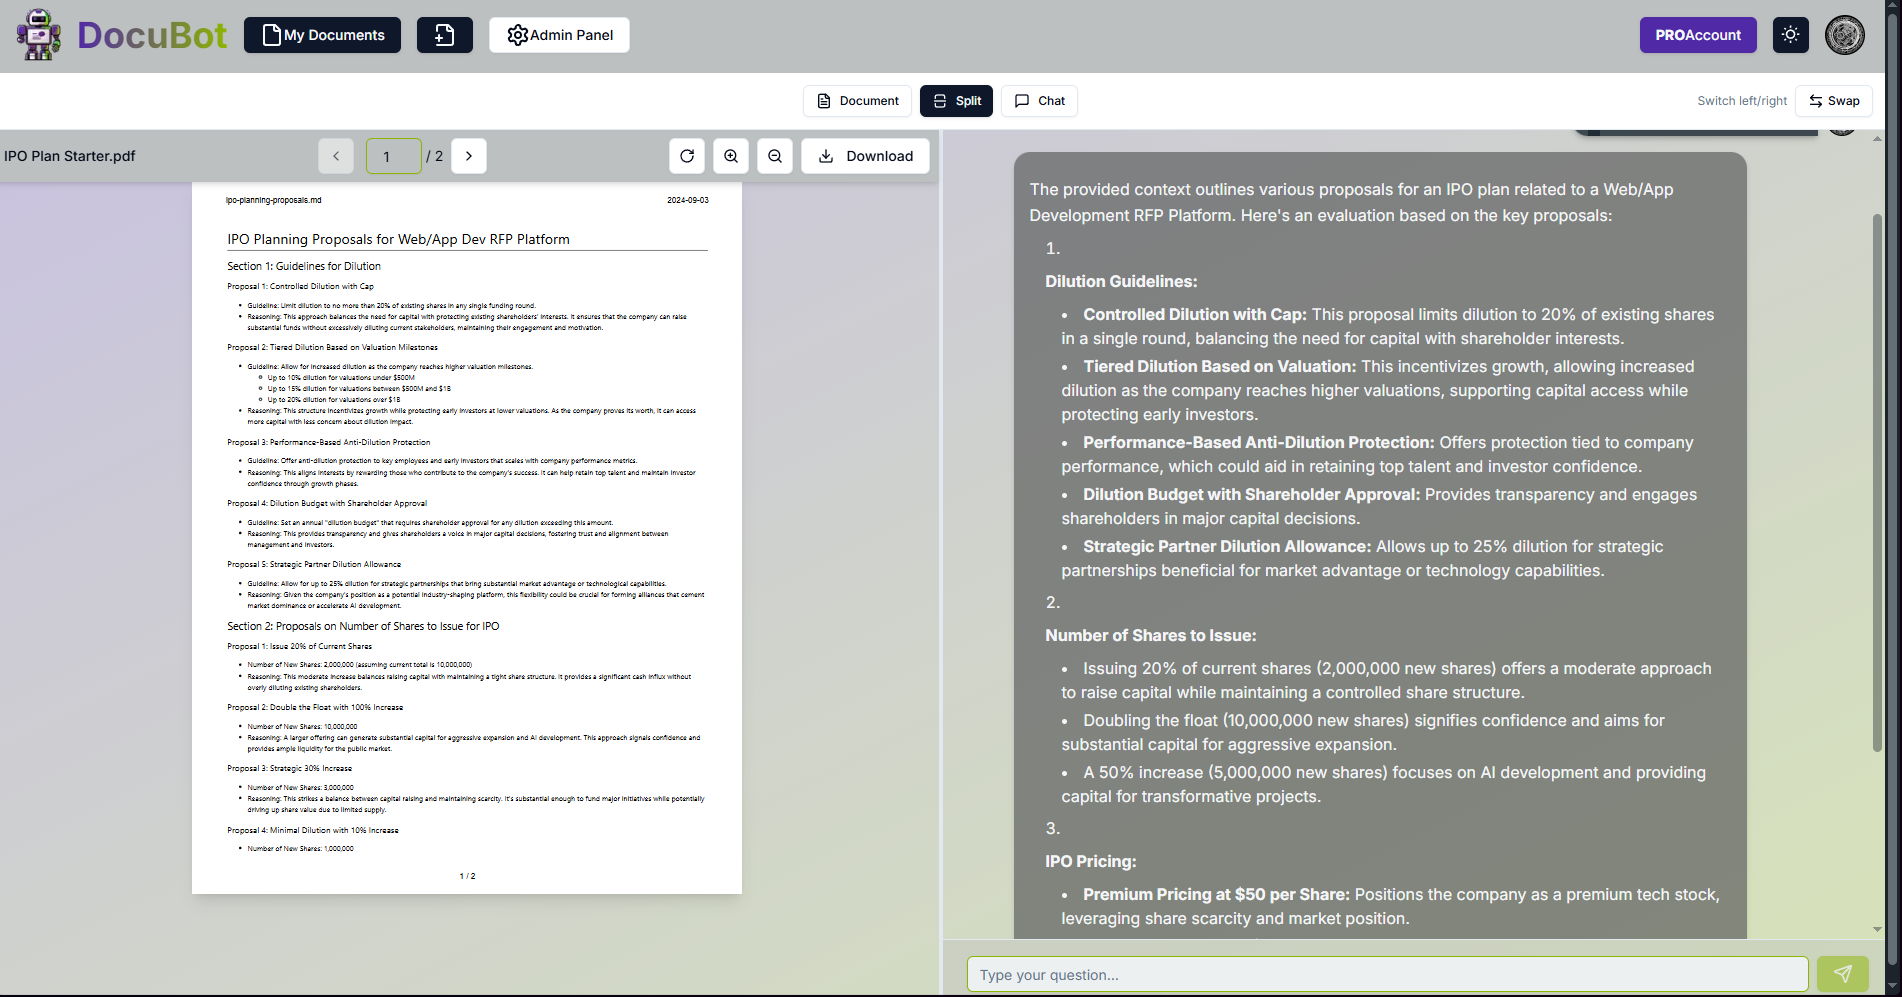 DocuBot
My Documents
Admin Panel
PROAccount
Document
Split
Chat
Switch left/right
Swap
IPO Plan Starter.pdf
1
/ 2
Download
ipo-planning-proposals.md
2024-09-03
IPO Planning Proposals for Web/App Dev RFP Platform
Section 1: Guidelines for Dilution
Proposal 1: Controlled Dilution with Cap
• Guideline: Limit dilution to no more than 20% of existing shares in any single funding round.
• Reasoning: This approach balances the need for capital with protecting existing shareholders' interests. It ensures that the company can raise
substantial funds without excessively diluting current stakeholders, maintaining their engagement and motivation.
Proposal 2: Tiered Dilution Based on Valuation Milestones
• Guideline: Allow for increased dilution as the company reaches higher valuation milestones.
Up to 10% dilution for valuations under $500M
Up to 15% dilution for valuations between $500M and $1B
Up to 20% dilution for valuations over $1B
• Reasoning: This structure incentivizes growth while protecting early investors at lower valuations. As the company proves its worth, it can access
more capital with less concern about dilution impact.
Proposal 3: Performance-Based Anti-Dilution Protection
• Guideline: Offer anti-dilution protection to key employees and early investors that scales with company performance metrics.
• Reasoning: This aligns interests by rewarding those who contribute to the company's success. It can help retain top talent and maintain investor
confidence through growth phases.
Proposal 4: Dilution Budget with Shareholder Approval
• Guideline: Set an annual "dilution budget" that requires shareholder approval for any dilution exceeding this amount.
• Reasoning: This provides transparency and gives shareholders a voice in major capital decisions, fostering trust and alignment between
management and investors.
Proposal 5: Strategic Partner Dilution Allowance
• Guideline: Allow for up to 25% dilution for strategic partnerships that bring substantial market advantage or technological capabilities.
• Reasoning: Given the company's position as a potential industry-shaping platform, this flexibility could be crucial for forming alliances that cement
market dominance or accelerate AI development.
Section 2: Proposals on Number of Shares to Issue for IPO
Proposal 1: Issue 20% of Current Shares
• Number of New Shares: 2,000,000 (assuming current total is 10,000,000)
• Reasoning: This moderate increase balances raising capital with maintaining a tight share structure. It provides a significant cash influx without
overly diluting existing shareholders.
Proposal 2: Double the Float with 100% Increase
• Number of New Shares: 10,000,000
• Reasoning: A larger offering can generate substantial capital for aggressive expansion and AI development. This approach signals confidence and
provides ample liquidity for the public market.
Proposal 3: Strategic 30% Increase
• Number of New Shares: 3,000,000
• Reasoning: This strikes a balance between capital raising and maintaining scarcity. It's substantial enough to fund major initiatives while potentially
driving up share value due to limited supply.
Proposal 4: Minimal Dilution with 10% Increase
• Number of New Shares: 1,000,000
1 / 2
The provided context outlines various proposals for an IPO plan related to a Web/App
Development RFP Platform. Here's an evaluation based on the key proposals:
1.
Dilution Guidelines:
• Controlled Dilution with Cap: This proposal limits dilution to 20% of existing shares
in a single round, balancing the need for capital with shareholder interests.
• Tiered Dilution Based on Valuation: This incentivizes growth, allowing increased
dilution as the company reaches higher valuations, supporting capital access while
protecting early investors.
• Performance-Based Anti-Dilution Protection: Offers protection tied to company
performance, which could aid in retaining top talent and investor confidence.
• Dilution Budget with Shareholder Approval: Provides transparency and engages
shareholders in major capital decisions.
• Strategic Partner Dilution Allowance: Allows up to 25% dilution for strategic
partnerships beneficial for market advantage or technology capabilities.
2.
Number of Shares to Issue:
• Issuing 20% of current shares (2,000,000 new shares) offers a moderate approach
to raise capital while maintaining a controlled share structure.
• Doubling the float (10,000,000 new shares) signifies confidence and aims for
substantial capital for aggressive expansion.
• A 50% increase (5,000,000 new shares) focuses on AI development and providing
capital for transformative projects.
3.
IPO Pricing:
• Premium Pricing at $50 per Share: Positions the company as a premium tech stock,
leveraging share scarcity and market position.
Type your question...